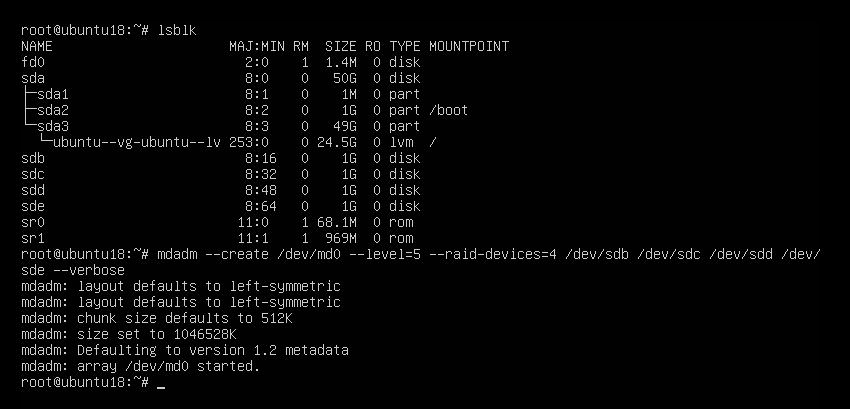 root@ubuntu18:~# lsblk
NAME                      MAJ:MIN RM  SIZE RO TYPE MOUNTPOINT
fd0                         2:0    1  1.4M  0 disk
sda                         8:0    0   50G  0 disk
├─sda1                      8:1    0    1M  0 part
├─sda2                      8:2    0    1G  0 part /boot
└─sda3                      8:3    0   49G  0 part
  └─ubuntu--vg-ubuntu--lv 253:0    0 24.5G  0 lvm  /
sdb                         8:16   0    1G  0 disk
sdc                         8:32   0    1G  0 disk
sdd                         8:48   0    1G  0 disk
sde                         8:64   0    1G  0 disk
sr0                        11:0    1 68.1M  0 rom
sr1                        11:1    1  969M  0 rom
root@ubuntu18:~# mdadm --create /dev/md0 --level=5 --raid-devices=4 /dev/sdb /dev/sdc /dev/sdd /dev/
sde --verbose
mdadm: layout defaults to left-symmetric
mdadm: layout defaults to left-symmetric
mdadm: chunk size defaults to 512K
mdadm: size set to 1046528K
mdadm: Defaulting to version 1.2 metadata
mdadm: array /dev/md0 started.
root@ubuntu18:~# _